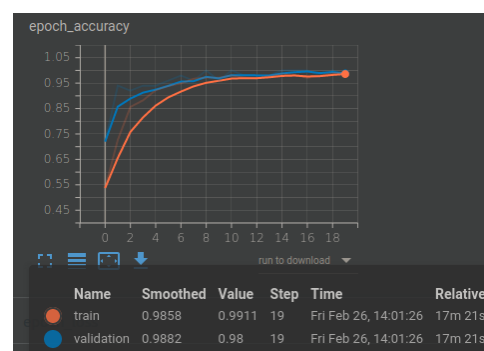 epoch_accuracy
1.05
0.95
0.85
0.75
0.65
0.55
0.45
0 2 4 6 8 10 12 14 16 18
run to download
Name Smoothed Value Step Time Relative
train 0.9858 0.9911 19 Fri Feb 26, 14:01:26 17m 21s
validation 0.9882 0.98 19 Fri Feb 26, 14:01:26 17m 21s